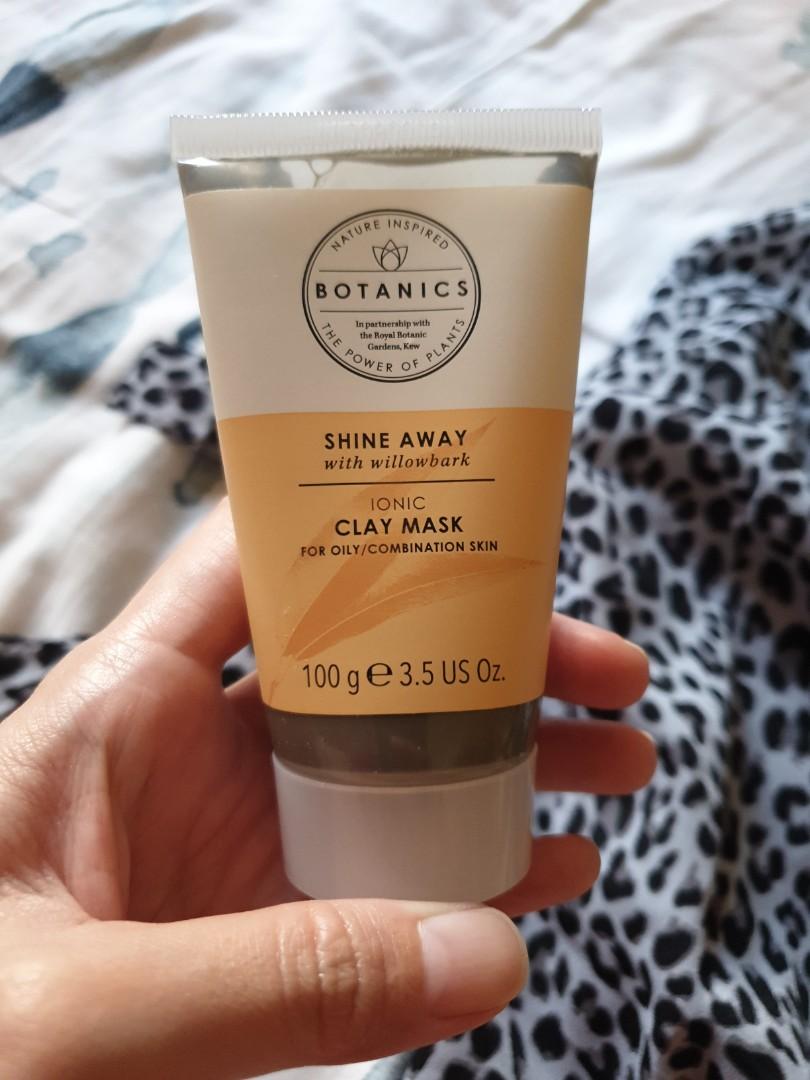 NATURE INSPIRED
BOTANICS
In partnership with
the Royal Botanic
Gardens, Kew
THE POWER OF PLANTS
SHINE AWAY
with willowbark
IONIC
CLAY MASK
FOR OILY/COMBINATION SKIN
100 g ℮ 3.5 US Oz.